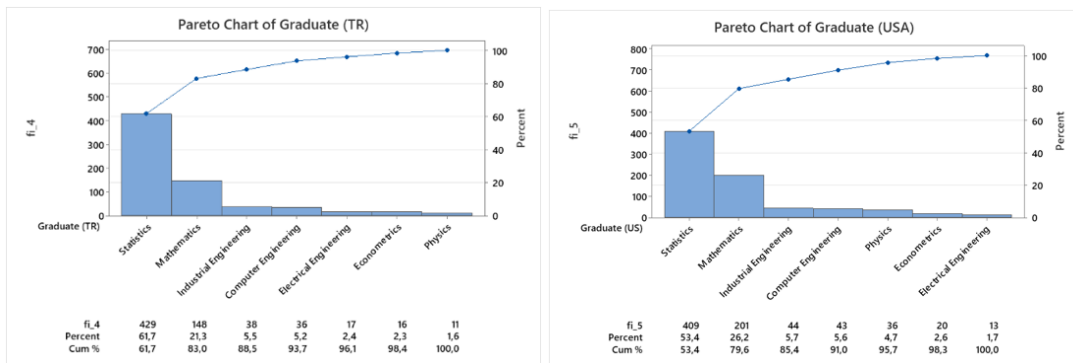 Pareto Chart of Graduate (TR)
700
600
500
400
300
200
100
0
fi_4
100
80
60
40
20
0
Percent
Graduate (TR)
Statistics
Mathematics
Industrial Engineering
Computer Engineering
Electrical Engineering
Econometrics
Physics
fi_4 429 148 38 36 17 16 11
Percent 61,7 21,3 5,5 5,2 2,4 2,3 1,6
Cum % 61,7 83,0 88,5 93,7 96,1 98,4 100,0
Pareto Chart of Graduate (USA)
800
700
600
500
400
300
200
100
0
fi_5
100
80
60
40
20
0
Percent
Graduate (US)
Statistics
Mathematics
Industrial Engineering
Computer Engineering
Physics
Econometrics
Electrical Engineering
fi_5 409 201 44 43 36 20 13
Percent 53,4 26,2 5,7 5,6 4,7 2,6 1,7
Cum % 53,4 79,6 85,4 91,0 95,7 98,3 100,0